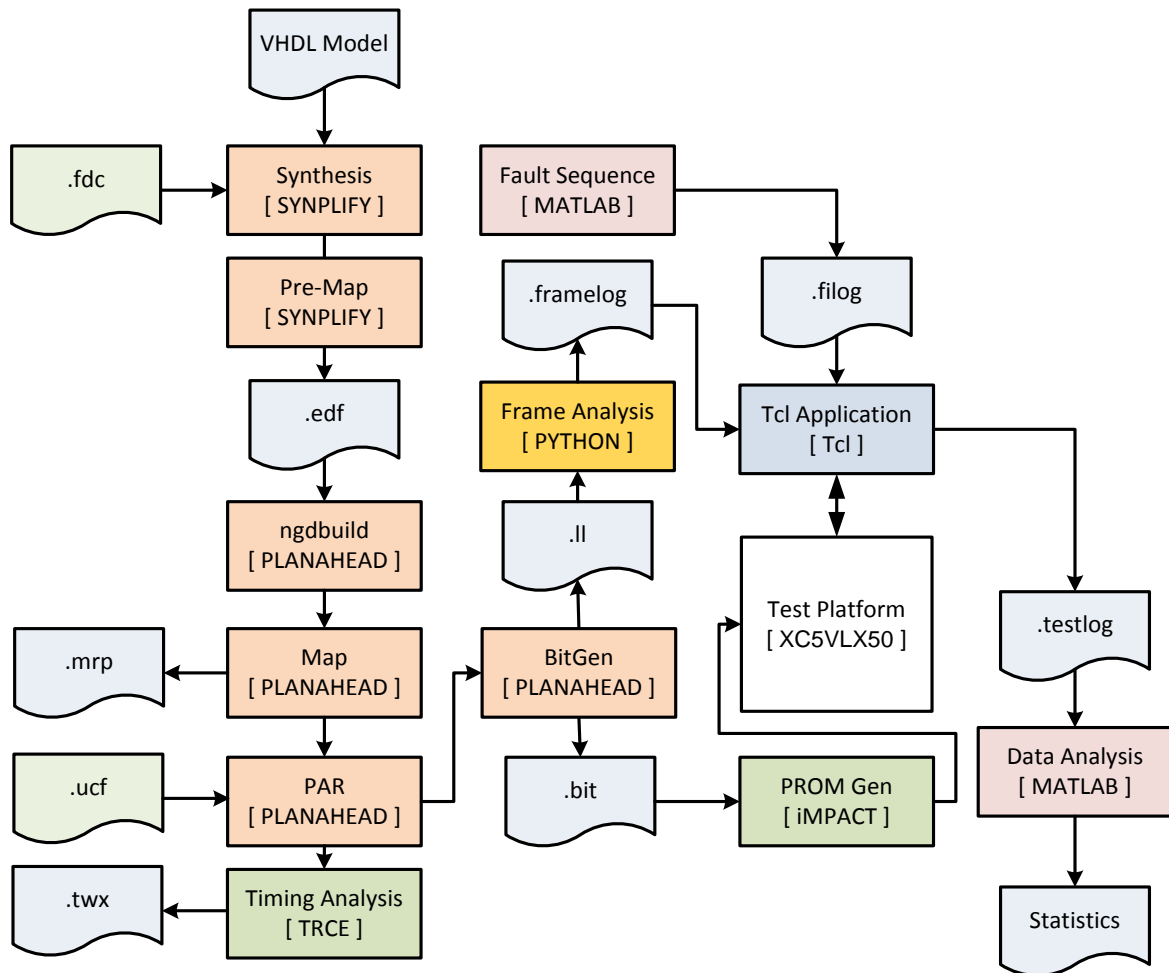 VHDL Model
.fdc
Synthesis
[ SYNPLIFY ]
Fault Sequence
[ MATLAB ]
Pre-Map
[ SYNPLIFY ]
.framelog
.filog
.edf
Frame Analysis
[ PYTHON ]
Tcl Application
[ Tcl ]
ngdbuild
[ PLANAHEAD ]
.ll
Test Platform
[ XC5VLX50 ]
.testlog
.mrp
Map
[ PLANAHEAD ]
BitGen
[ PLANAHEAD ]
.ucf
PAR
[ PLANAHEAD ]
.bit
PROM Gen
[ iMPACT ]
Data Analysis
[ MATLAB ]
.twx
Timing Analysis
[ TRCE ]
Statistics